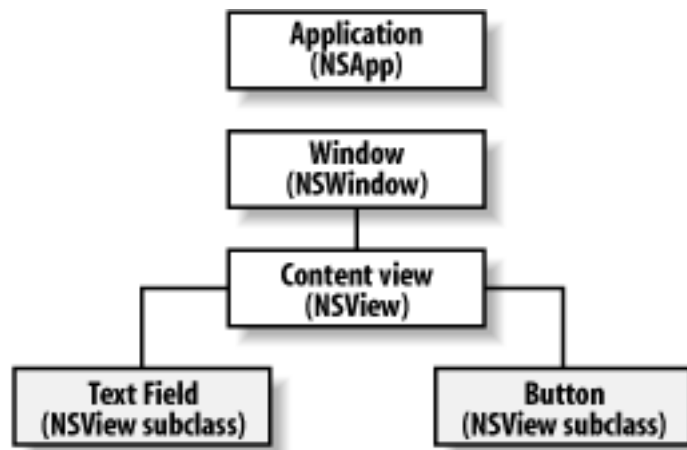 Application
(NSApp)
Window
(NSWindow)
Content view
(NSView)
Text Field
(NSView subclass)
Button
(NSView subclass)